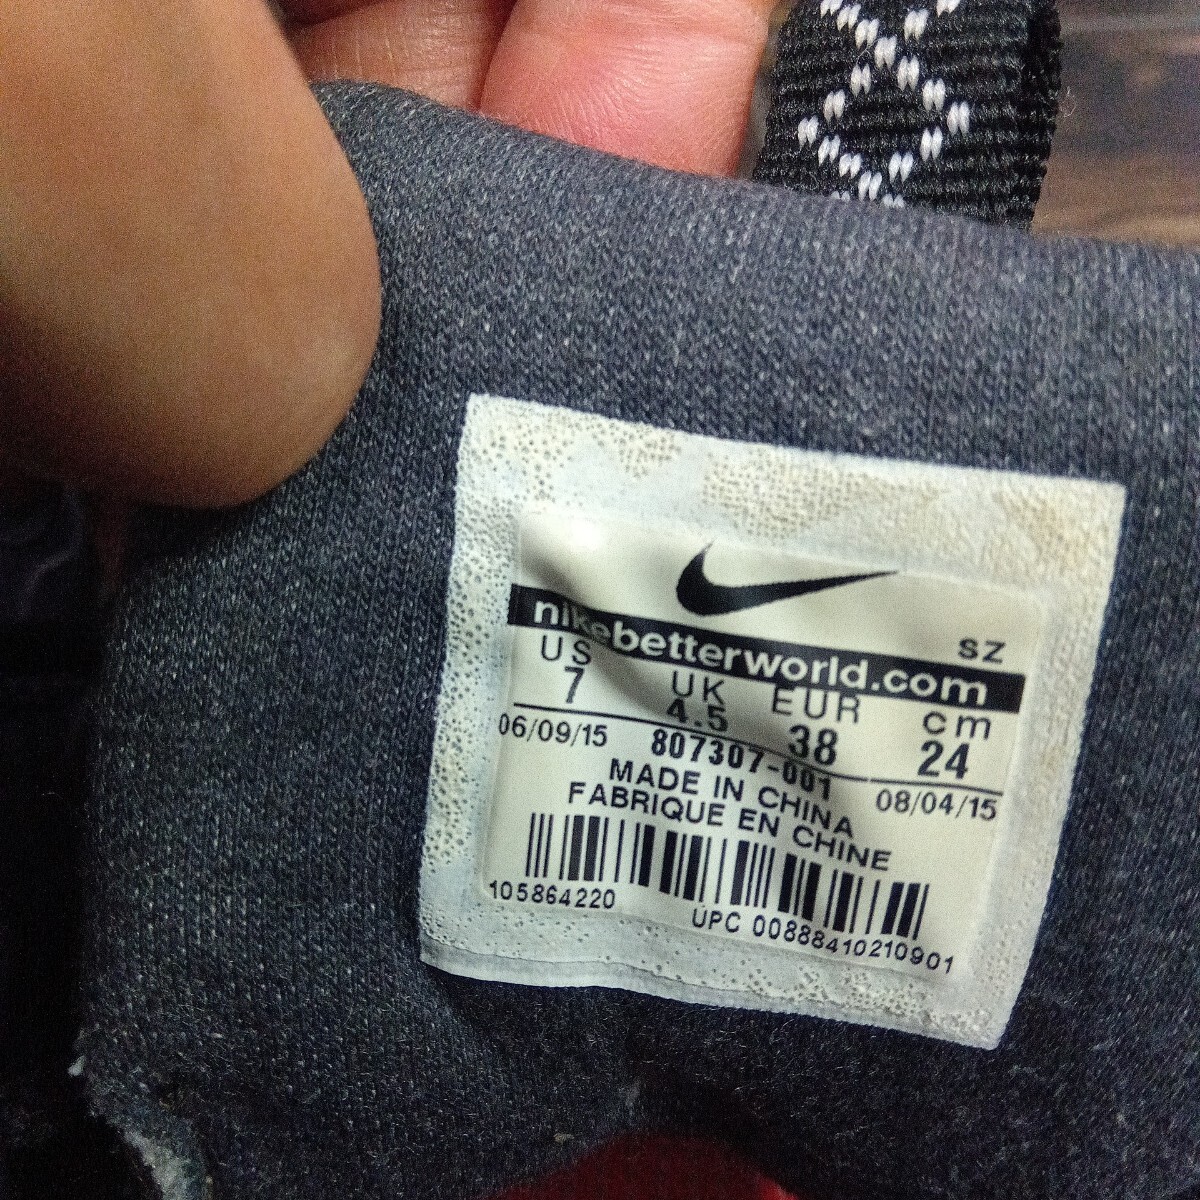 nikebetterworld.com SZ
US UK EUR cm
7 4.5 38 24
06/09/15 807307-001 08/04/15
MADE IN CHINA
FABRIQUE EN CHINE
105864220
UPC 00888410210901